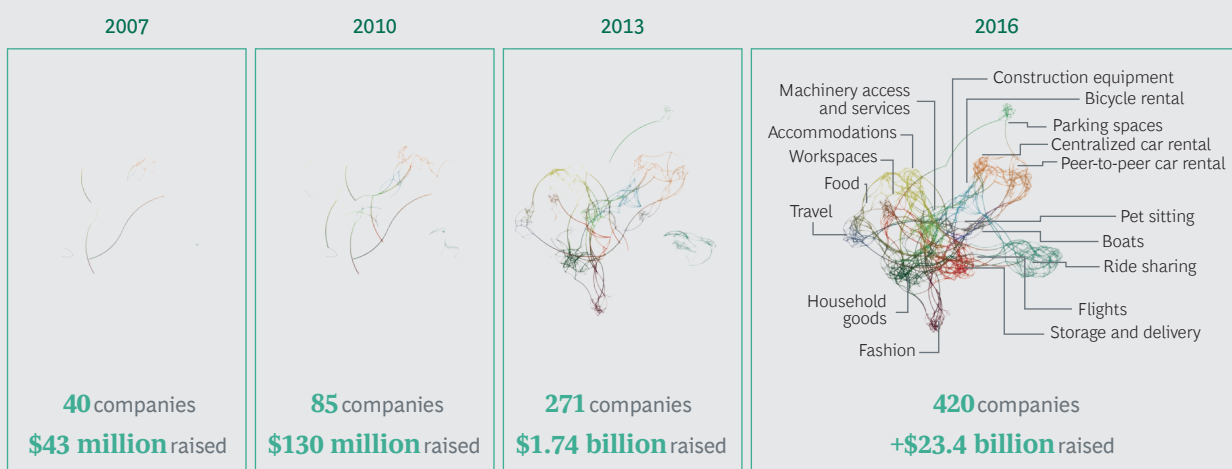 2007
40 companies
$43 million raised
2010
85 companies
$130 million raised
2013
271 companies
$1.74 billion raised
2016
Construction equipment
Machinery access
and services
Bicycle rental
Parking spaces
Accommodations
Centralized car rental
Workspaces
Peer-to-peer car rental
Food
Travel
Pet sitting
Boats
Ride sharing
Household
goods
Flights
Storage and delivery
Fashion
420 companies
+$23.4 billion raised